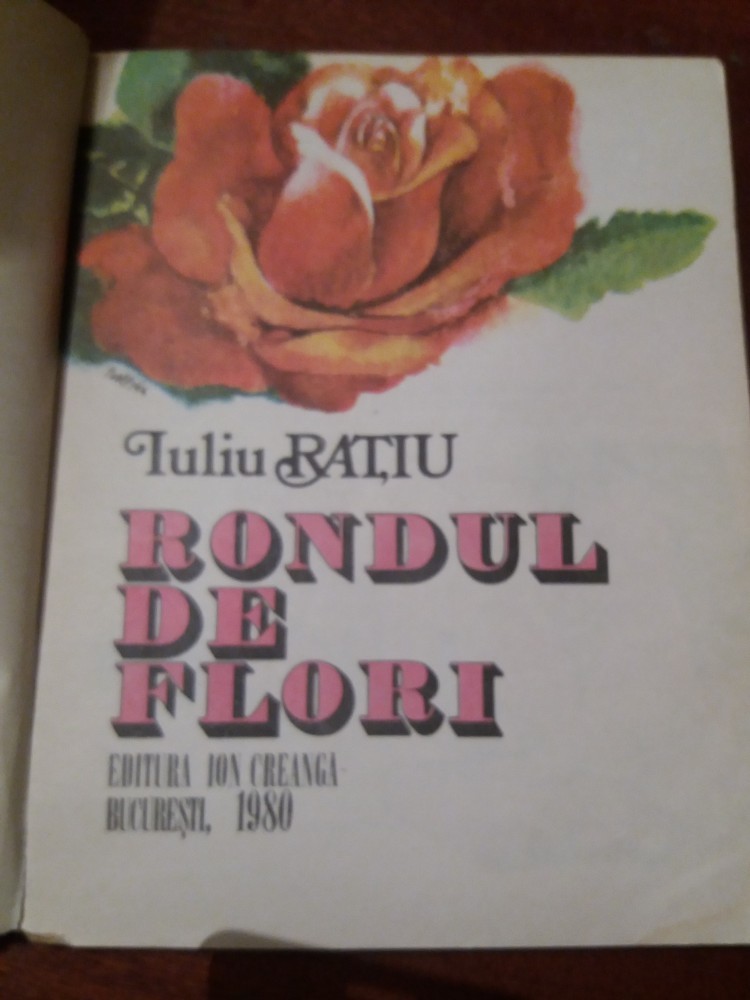 Iuliu RAȚIU
RONDUL
DE
FLORI
EDITURA ION CREANGĂ
BUCUREȘTI, 1980